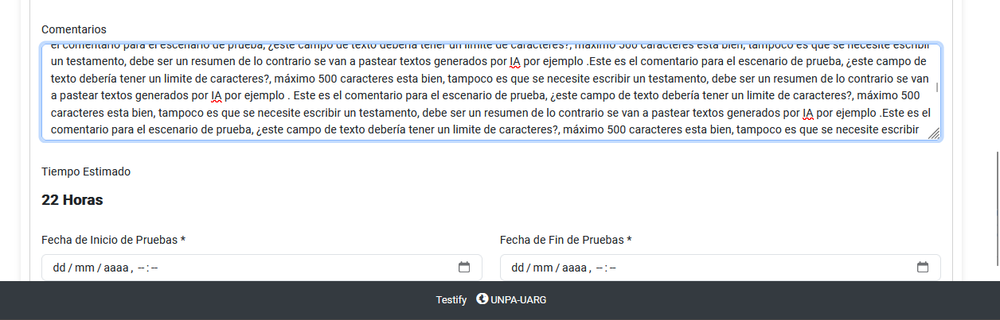 Comentarios
el comentario para el escenario de prueba, ¿este campo de texto debería tener un limite de caracteres?, máximo 500 caracteres esta bien, tampoco es que se necesite escribir
un testamento, debe ser un resumen de lo contrario se van a pastear textos generados por IA por ejemplo .Este es el comentario para el escenario de prueba, ¿este campo de
texto debería tener un limite de caracteres?, máximo 500 caracteres esta bien, tampoco es que se necesite escribir un testamento, debe ser un resumen de lo contrario se van
a pastear textos generados por IA por ejemplo . Este es el comentario para el escenario de prueba, ¿este campo de texto debería tener un limite de caracteres?, máximo 500
caracteres esta bien, tampoco es que se necesite escribir un testamento, debe ser un resumen de lo contrario se van a pastear textos generados por IA por ejemplo .Este es el
comentario para el escenario de prueba, ¿este campo de texto debería tener un limite de caracteres?, máximo 500 caracteres esta bien, tampoco es que se necesite escribir
Tiempo Estimado
22 Horas
Fecha de Inicio de Pruebas *
Fecha de Fin de Pruebas *
dd/mm/aaaa, --:--
dd/mm/aaaa, --:--
Testify UNPA-UARG